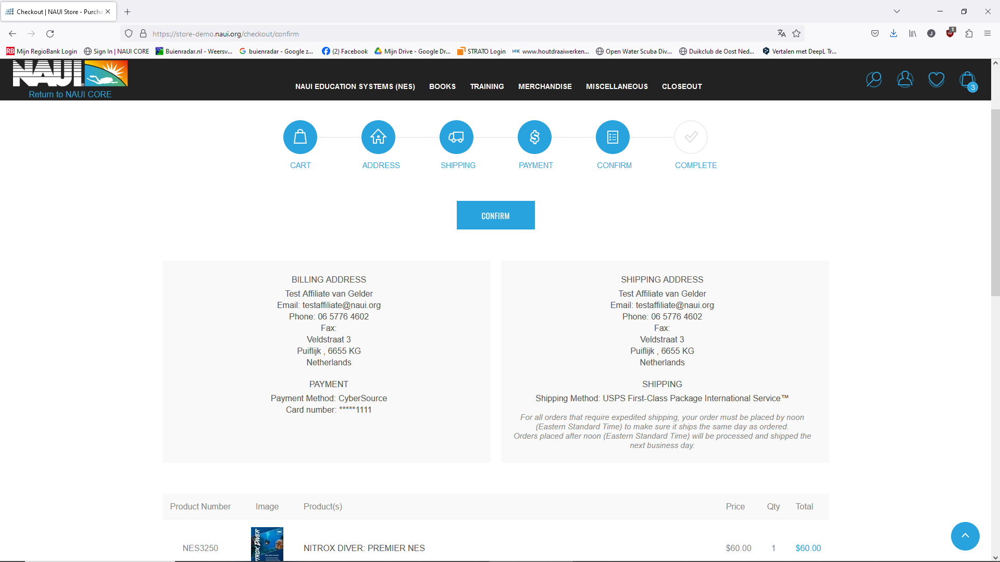 Checkout | NAUI Store - Purcha
https://store-demo.naui.org/checkout/confirm
1
Mijn RegioBank Login
Sign In | NAUI CORE
Buienradar.nl - Weersv...
buienradar - Google z...
(2) Facebook
Mijn Drive - Google Dr...
STRATO Login
www.houtdraaiwerken...
Open Water Scuba Div...
Duikclub de Oost Ned...
Vertalen met DeepL Tr...
NAUI
Return to NAUI CORE
NAUI EDUCATION SYSTEMS (NES)
BOOKS
TRAINING
MERCHANDISE
MISCELLANEOUS
CLOSEOUT
3
CART
ADDRESS
SHIPPING
PAYMENT
CONFIRM
COMPLETE
CONFIRM
BILLING ADDRESS
Test Affiliate van Gelder
Email: testaffiliate@naui.org
Phone: 06 5776 4602
Fax:
Veldstraat 3
Puiflijk , 6655 KG
Netherlands
PAYMENT
Payment Method: CyberSource
Card number: *****1111
SHIPPING ADDRESS
Test Affiliate van Gelder
Email: testaffiliate@naui.org
Phone: 06 5776 4602
Fax:
Veldstraat 3
Puiflijk , 6655 KG
Netherlands
SHIPPING
Shipping Method: USPS First-Class Package International Service™
For all orders that require expedited shipping, your order must be placed by noon
(Eastern Standard Time) to make sure it ships the same day as ordered.
Orders placed after noon (Eastern Standard Time) will be processed and shipped the
next business day.
Product Number Image Product(s) Price Qty Total
NES3250 NITROX DIVER: PREMIER NES $60.00 1 $60.00